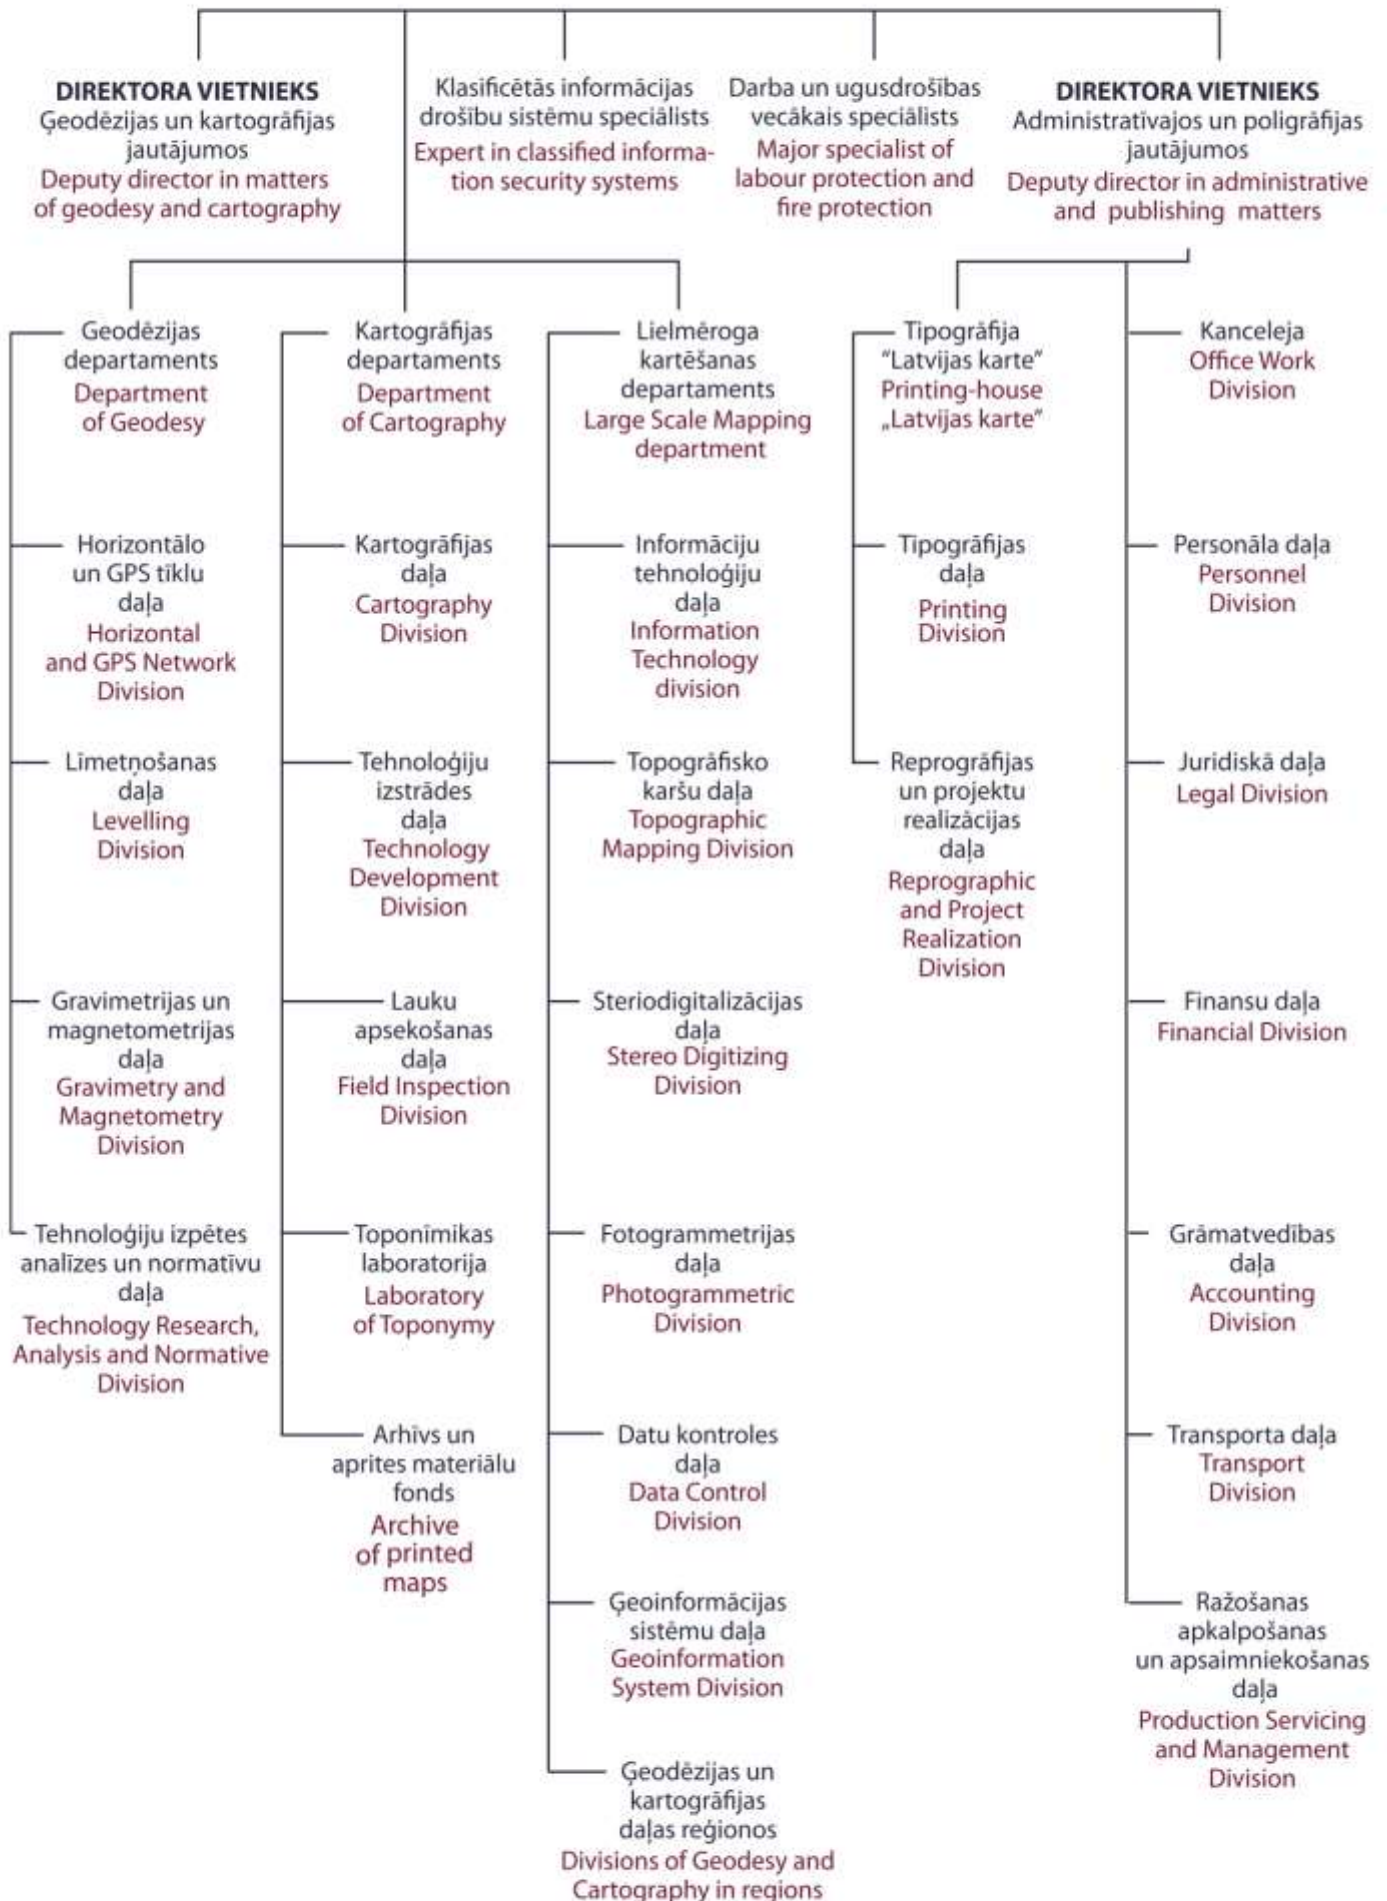 DIREKTORA VIETNIEKS
Ģeodēzijas un kartogrāfijas
jautājumos
Deputy director in matters
of geodesy and cartography
Klasificētās informācijas
drošību sistēmu speciālists
Expert in classified informa-
tion security systems
Darba un ugusdrošības
vecākais speciālists
Major specialist of
labour protection and
fire protection
DIREKTORA VIETNIEKS
Administratīvajos un poligrāfijas
jautājumos
Deputy director in administrative
and publishing matters
Geodēzijas
departaments
Department
of Geodesy
Horizontālo
un GPS tīklu
daļa
Horizontal
and GPS Network
Division
Līmetņošanas
daļa
Levelling
Division
Gravimetrijas un
magnetometrijas
daļa
Gravimetry and
Magnetometry
Division
Tehnoloģiju izpētes
analīzes un normatīvu
daļa
Technology Research,
Analysis and Normative
Division
Kartogrāfijas
departaments
Department
of Cartography
Kartogrāfijas
daļa
Cartography
Division
Tehnoloģiju
izstrādes
daļa
Technology
Development
Division
Lauku
apsekošanas
daļa
Field Inspection
Division
Toponīmikas
laboratorija
Laboratory
of Toponymy
Arhīvs un
aprites materiālu
fonds
Archive
of printed
maps
Lielmēroga
kartēšanas
departaments
Large Scale Mapping
department
Informāciju
tehnoloģiju
daļa
Information
Technology
division
Topogrāfisko
karšu daļa
Topographic
Mapping Division
Steriodigitalizācijas
daļa
Stereo Digitizing
Division
Fotogrammetrijas
daļa
Photogrammetric
Division
Datu kontroles
daļa
Data Control
Division
Ģeoinformācijas
sistēmu daļa
Geoinformation
System Division
Ģeodēzijas un
kartogrāfijas
daļas reģionos
Divisions of Geodesy and
Cartography in regions
Tipogrāfija
"Latvijas karte"
Printing-house
„Latvijas karte"
Tipogrāfijas
daļa
Printing
Division
Reprogrāfijas
un projektu
realizācijas
daļa
Reprographic
and Project
Realization
Division
Kanceleja
Office Work
Division
Personāla daļa
Personnel
Division
Juridiskā daļa
Legal Division
Finansu daļa
Financial Division
Grāmatvedības
daļa
Accounting
Division
Transporta daļa
Transport
Division
Ražošanas
apkalpošanas
un apsaimniekošanas
daļa
Production Servicing
and Management
Division